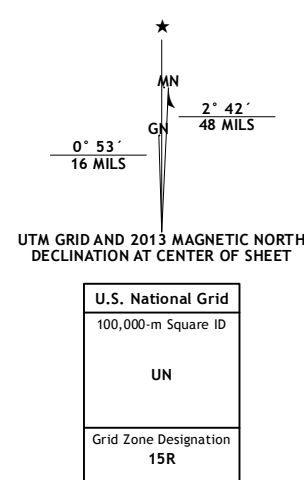 ★
MN
2° 42´
48 MILS
GN
0° 53´
16 MILS
UTM GRID AND 2013 MAGNETIC NORTH
DECLINATION AT CENTER OF SHEET
U.S. National Grid
100,000-m Square ID
UN
Grid Zone Designation
15R